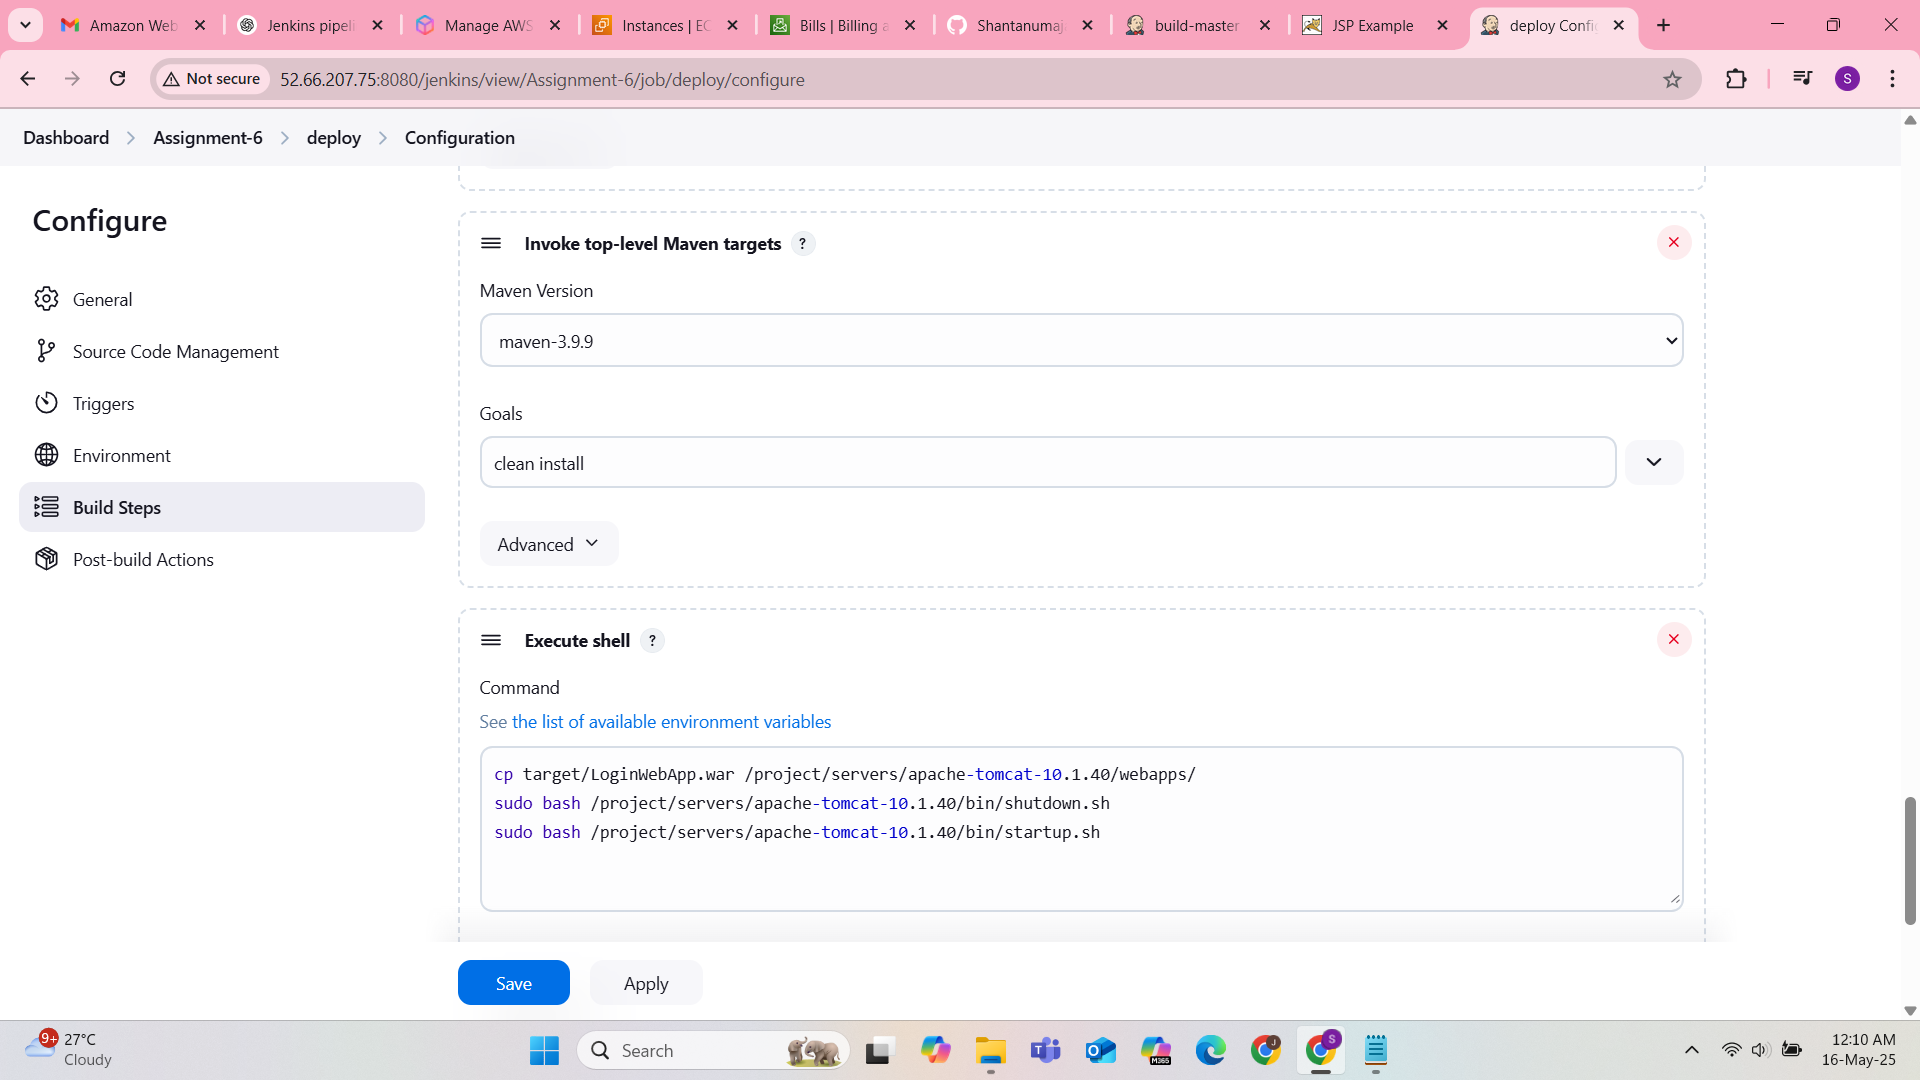 Amazon Web
Jenkins pipeli
Manage AWS
Instances | EC
Bills | Billing a
Shantanumaja
build-master
JSP Example
deploy Confi
Not secure
52.66.207.75:8080/jenkins/view/Assignment-6/job/deploy/configure
S
Dashboard
Assignment-6
deploy
Configuration
Configure
General
Source Code Management
Triggers
Environment
Build Steps
Post-build Actions
Invoke top-level Maven targets ?
Maven Version
maven-3.9.9
Goals
clean install
Advanced
Execute shell ?
Command
See the list of available environment variables
cp target/LoginWebApp.war /project/servers/apache-tomcat-10.1.40/webapps/
sudo bash /project/servers/apache-tomcat-10.1.40/bin/shutdown.sh
sudo bash /project/servers/apache-tomcat-10.1.40/bin/startup.sh
Save
Apply
9+
27°C
Cloudy
Search
M365
J
S
12:10 AM
16-May-25